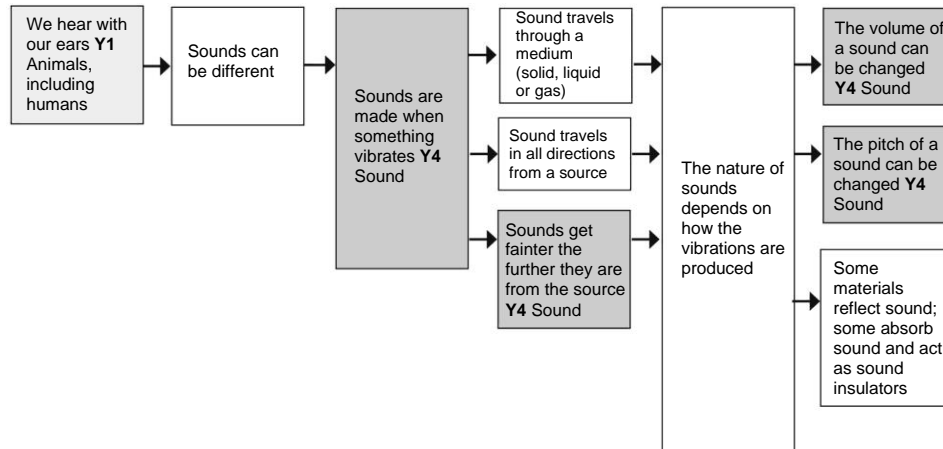 We hear with
our ears Y1
Animals,
including
humans
Sounds can
be different
Sounds are
made when
something
vibrates Y4
Sound
Sound travels
through a
medium
(solid, liquid
or gas)
Sound travels
in all directions
from a source
Sounds get
fainter the
further they are
from the source
Y4 Sound
The nature of
sounds
depends on
how the
vibrations are
produced
The volume of
a sound can
be changed
Y4 Sound
The pitch of a
sound can be
changed Y4
Sound
Some
materials
reflect sound;
some absorb
sound and act
as sound
insulators